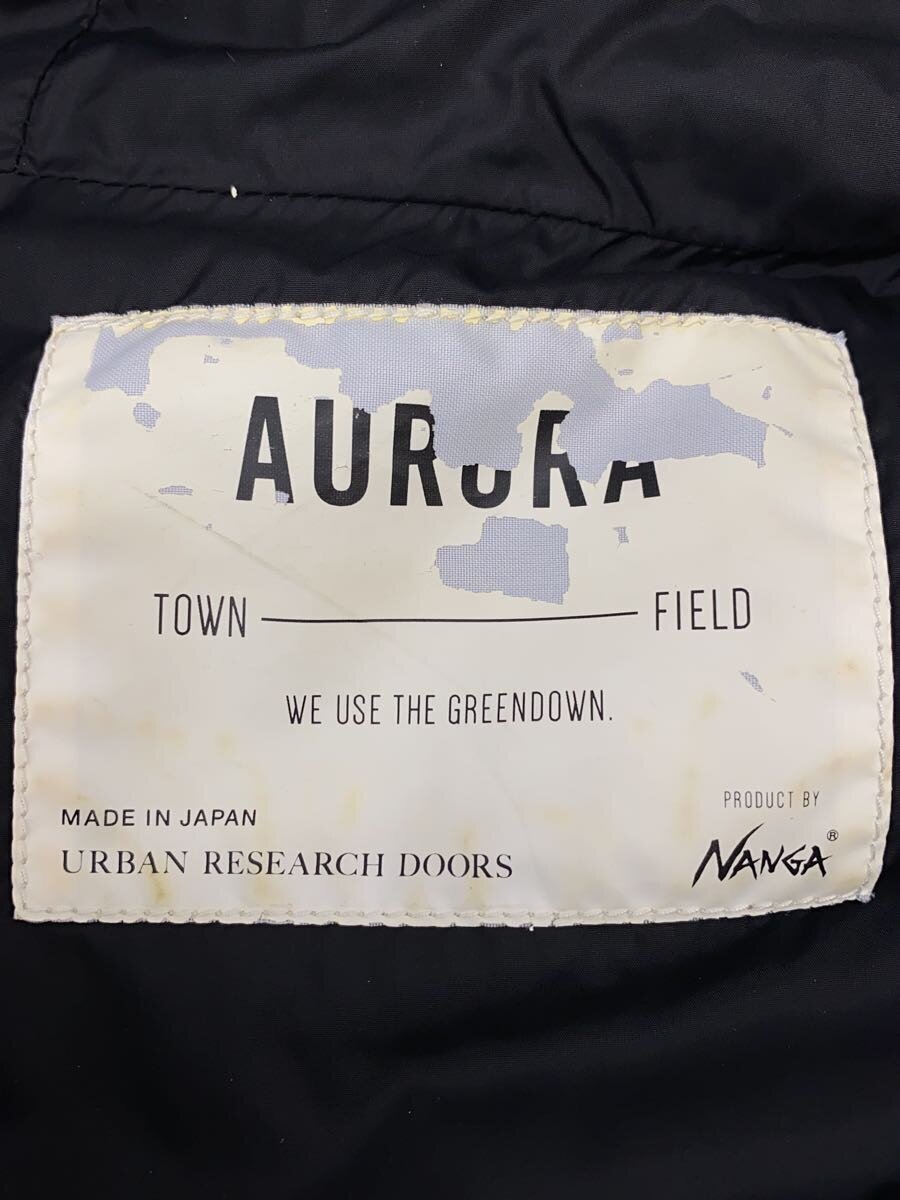 AURORA
TOWN FIELD
WE USE THE GREENDOWN.
MADE IN JAPAN
URBAN RESEARCH DOORS
PRODUCT BY
NANGA®